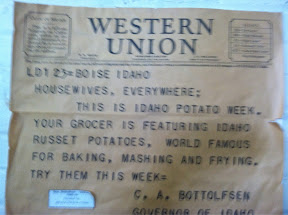 WESTERN
UNION
LD1 23=BOISE IDAHO
HOUSEWIVES, EVERYWHERE;
THIS IS IDAHO POTATO WEEK.
YOUR GROCER IS FEATURING IDAHO
RUSSET POTATOES, WORLD FAMOUS
FOR BAKING, MASHING AND FRYING.
TRY THEM THIS WEEK=
C. A. BOTTOLFSEN
GOVERNOR OF IDAHO